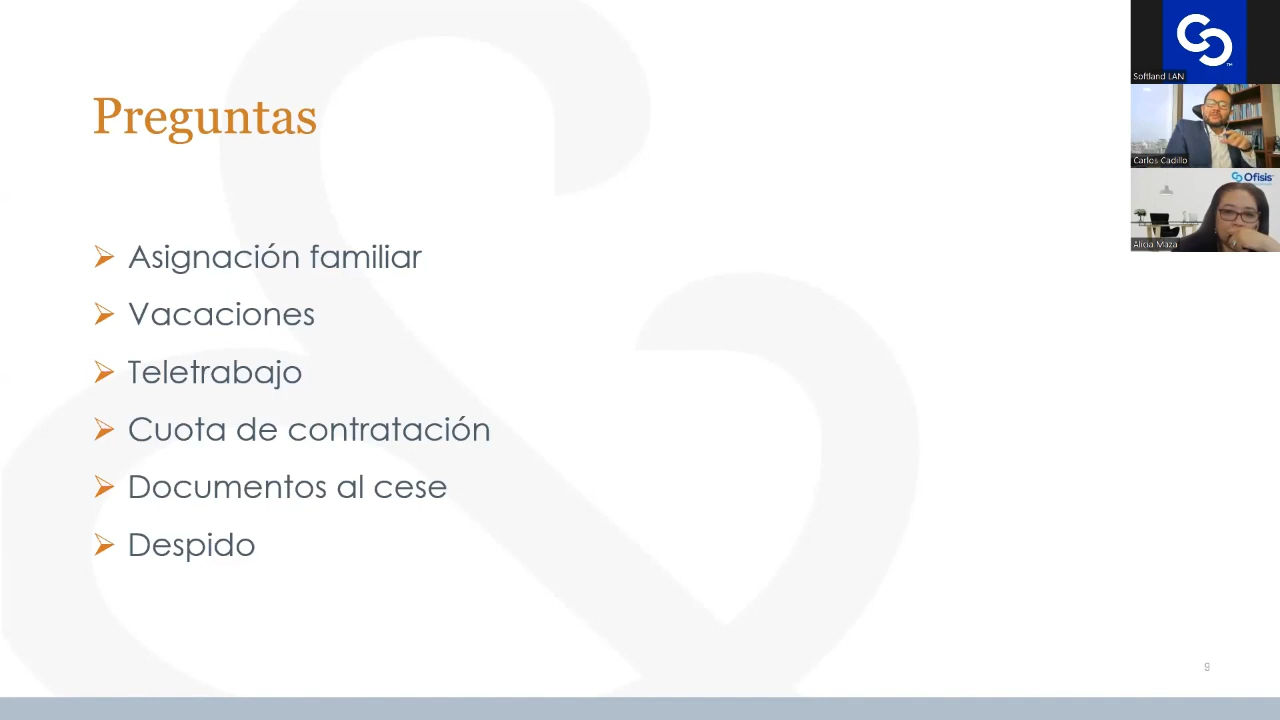 Preguntas
Asignación familiar
Vacaciones
Teletrabajo
Cuota de contratación
Documentos al cese
Despido
9
Softland LAN
Carlos Cadillo
Ofisis
Alicia Maza